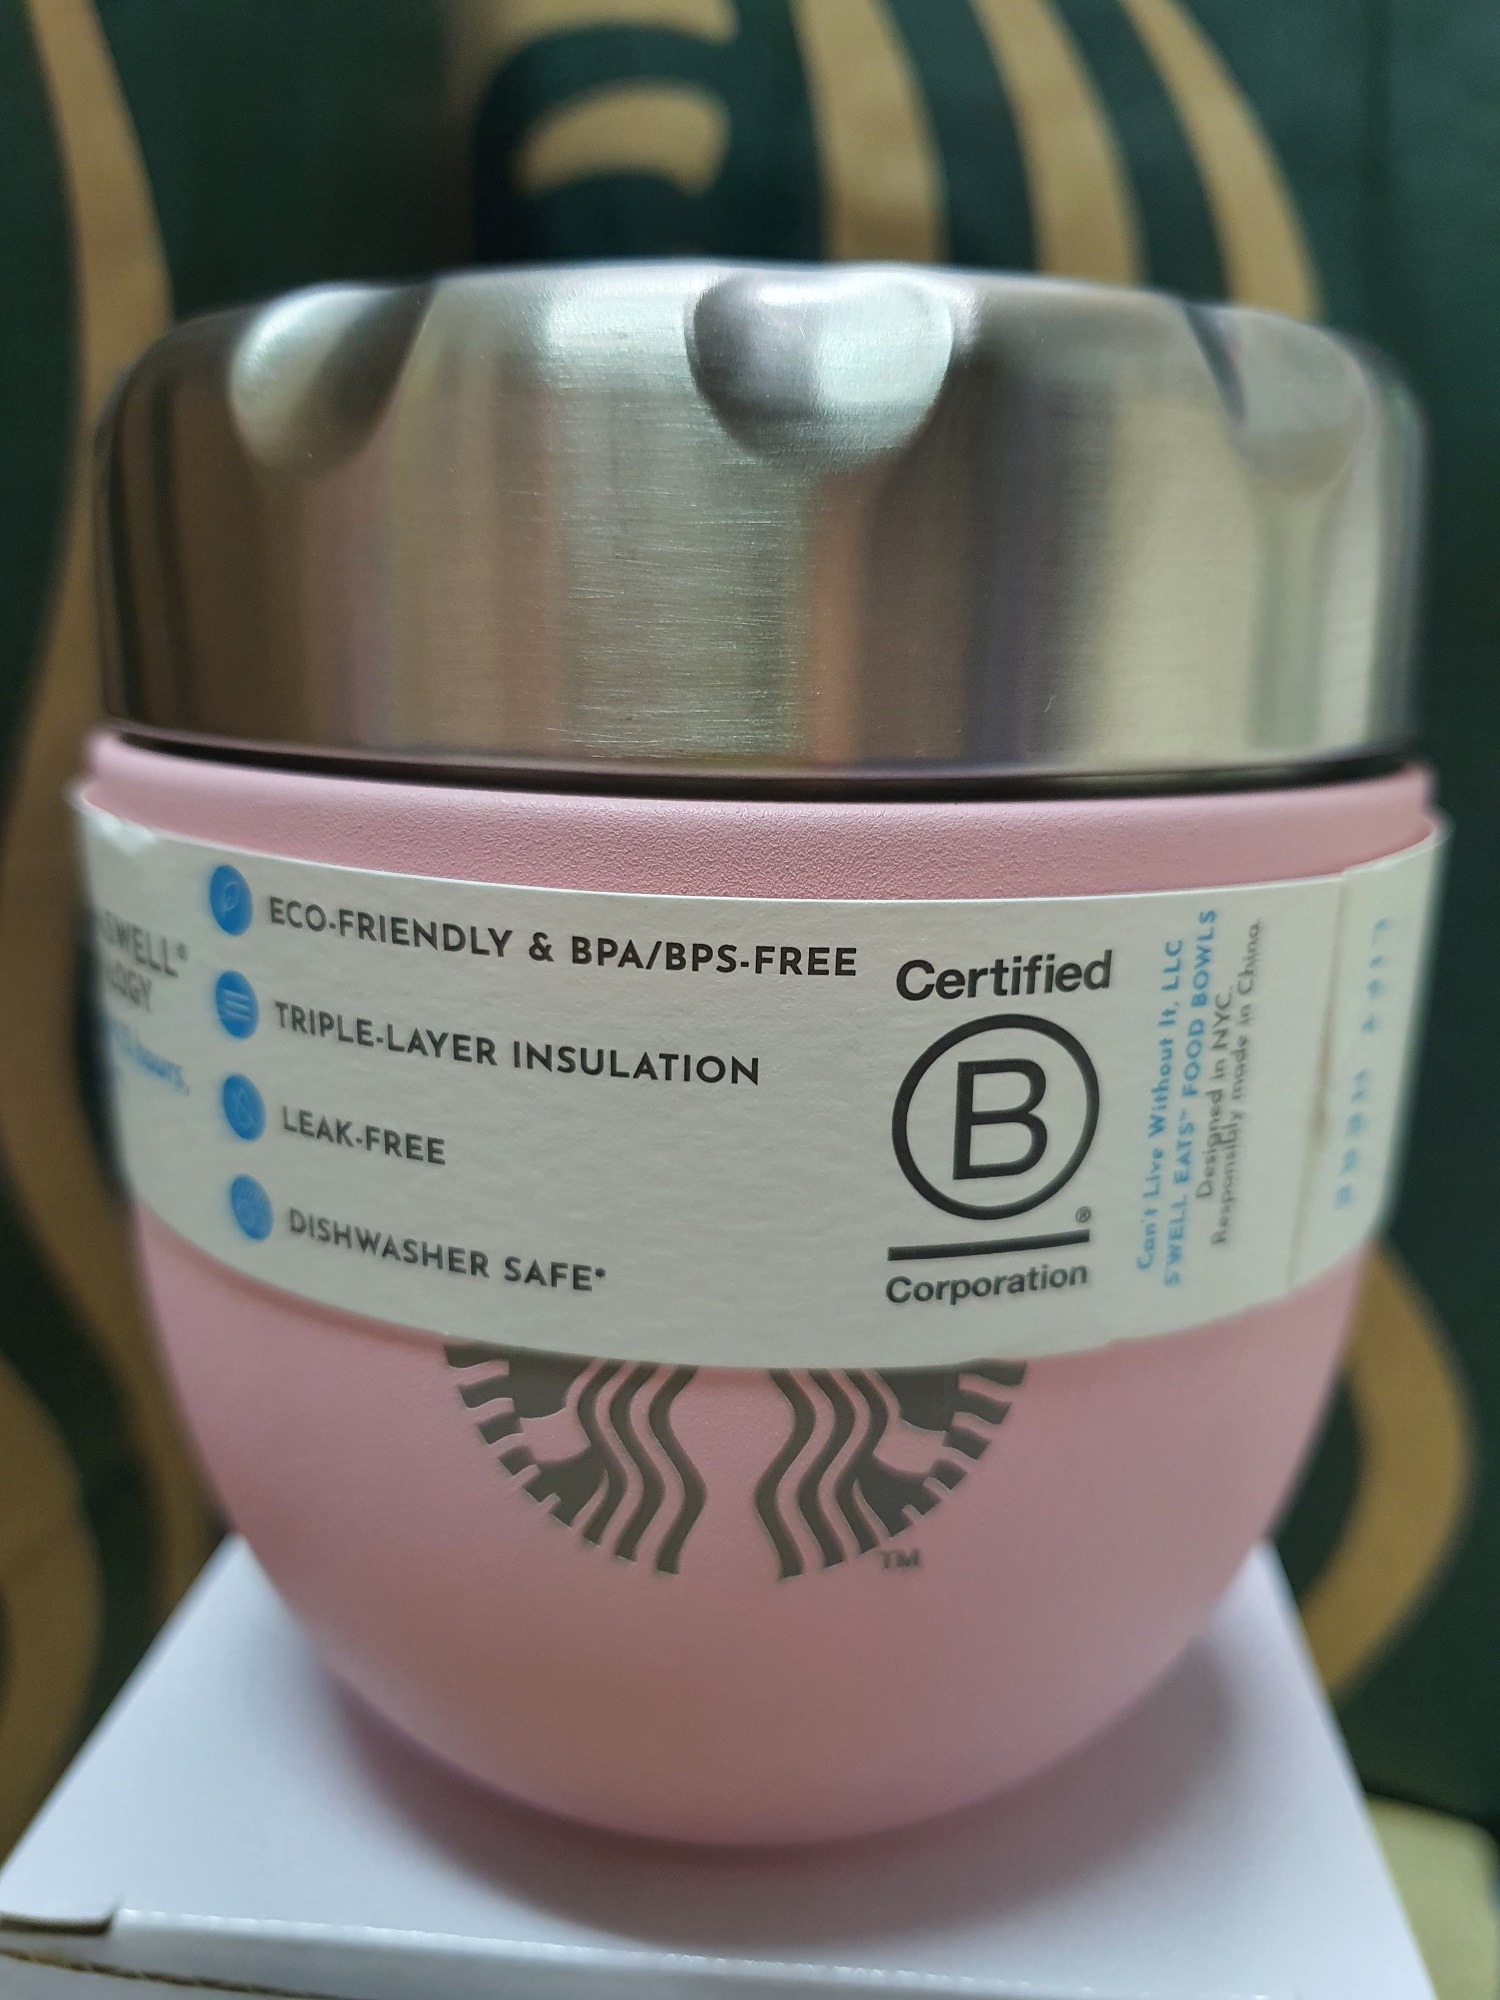 S'WELL®
ECO-FRIENDLY & BPA/BPS-FREE
TRIPLE-LAYER INSULATION
LEAK-FREE
DISHWASHER SAFE*
Certified
B
®
Corporation
Can't Live Without It, LLC
S'WELL EATS™ FOOD BOWLS
Designed in NYC.
Responsibly made in China.
TM